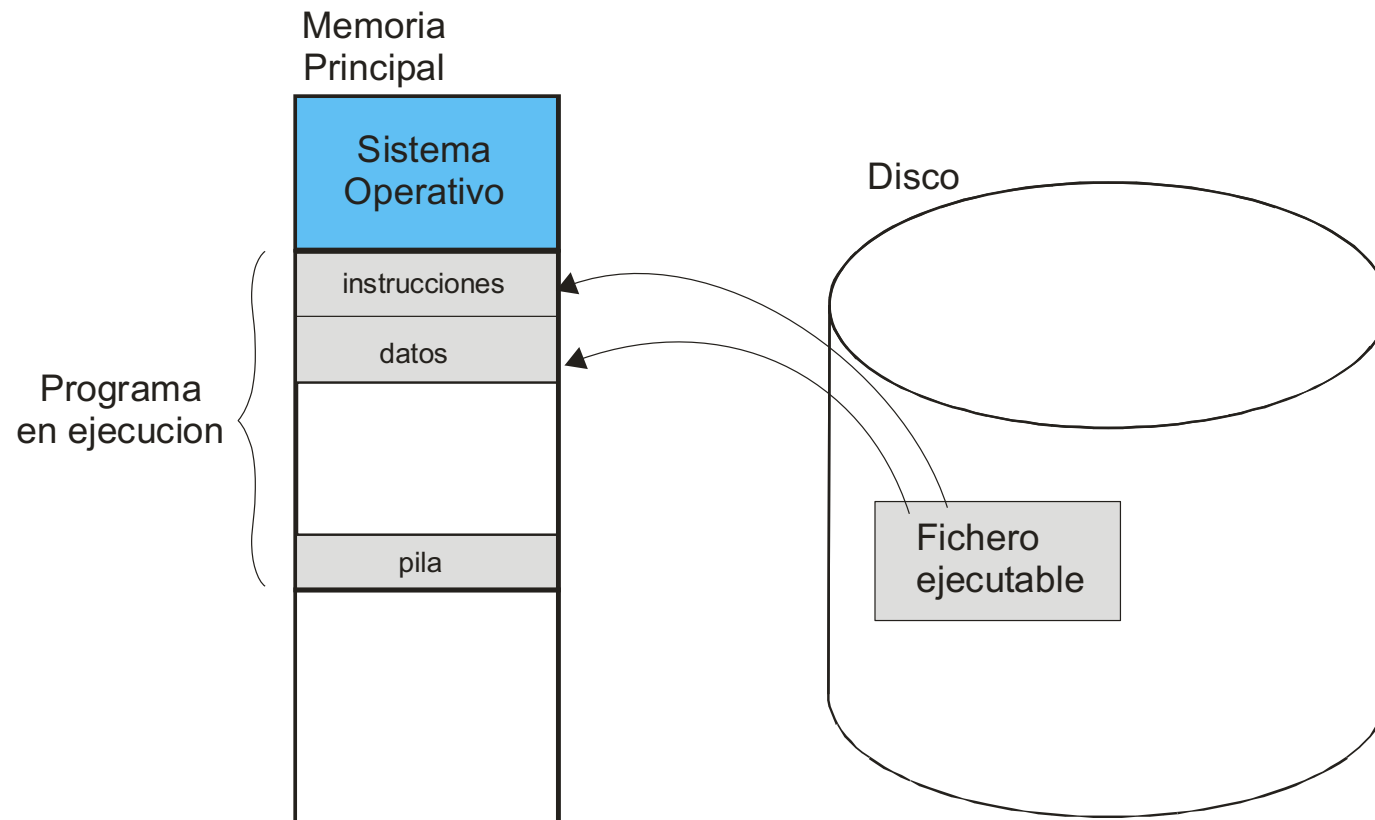 Memoria
Principal
Sistema
Operativo
Disco
instrucciones
datos
Programa
en ejecucion
Fichero
ejecutable
pila